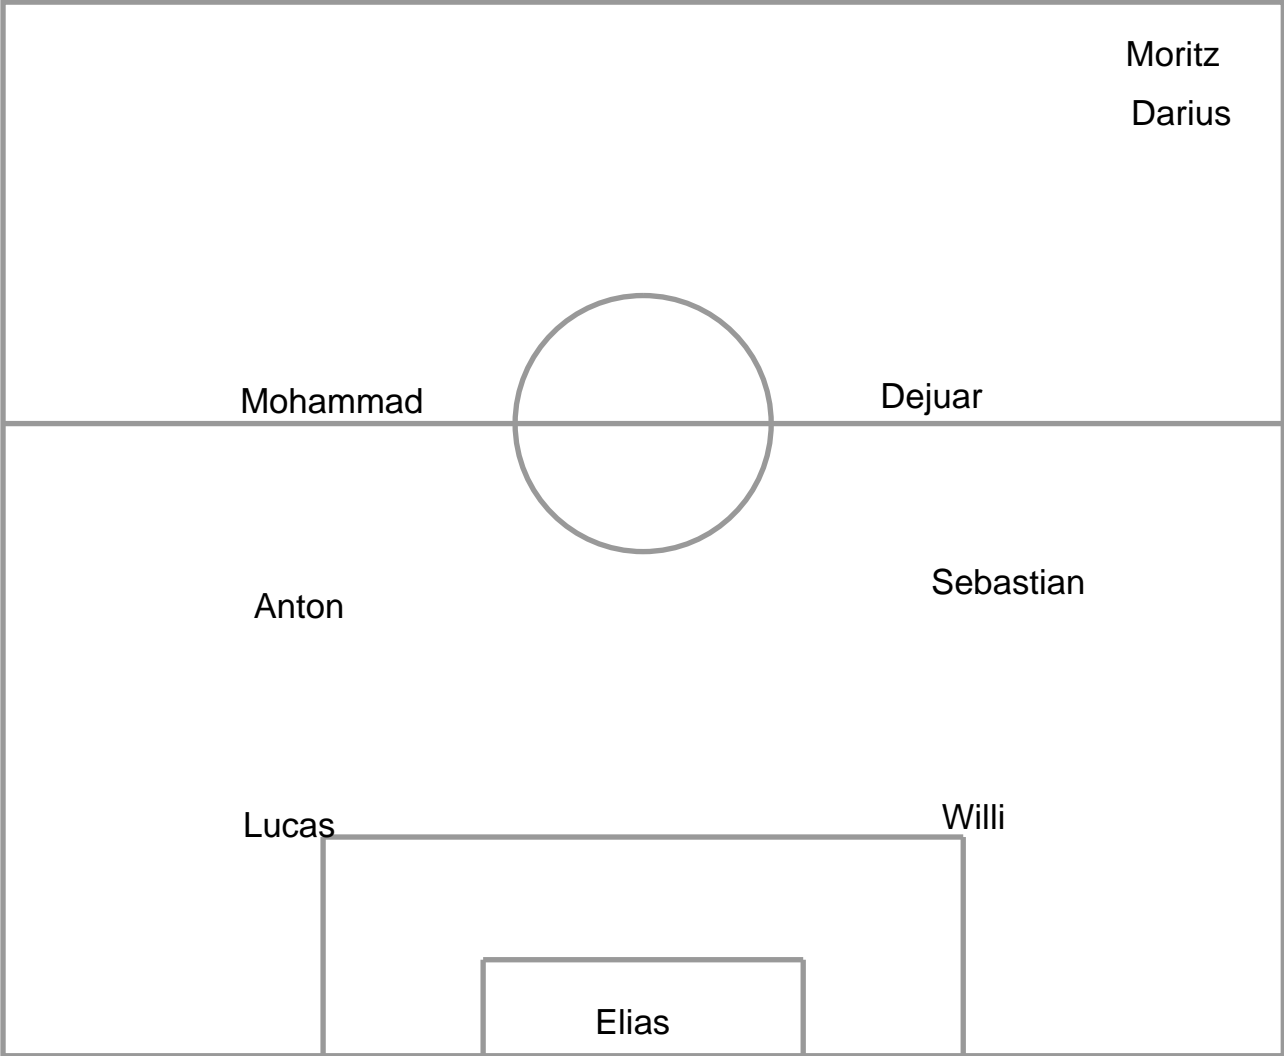 Moritz
Darius
Mohammad
Dejuar
Anton
Sebastian
Lucas
Willi
Elias